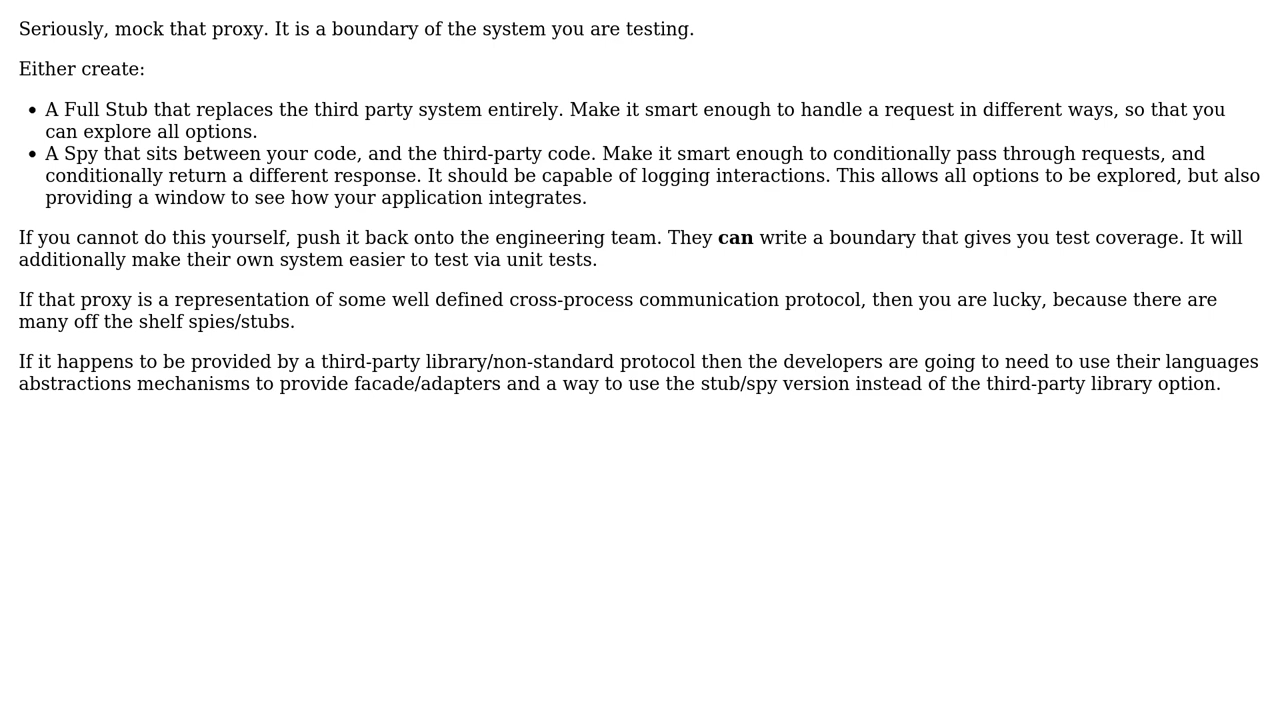 Seriously, mock that proxy. It is a boundary of the system you are testing.
Either create:
• A Full Stub that replaces the third party system entirely. Make it smart enough to handle a request in different ways, so that you
can explore all options.
• A Spy that sits between your code, and the third-party code. Make it smart enough to conditionally pass through requests, and
conditionally return a different response. It should be capable of logging interactions. This allows all options to be explored, but also
providing a window to see how your application integrates.
If you cannot do this yourself, push it back onto the engineering team. They can write a boundary that gives you test coverage. It will
additionally make their own system easier to test via unit tests.
If that proxy is a representation of some well defined cross-process communication protocol, then you are lucky, because there are
many off the shelf spies/stubs.
If it happens to be provided by a third-party library/non-standard protocol then the developers are going to need to use their languages
abstractions mechanisms to provide facade/adapters and a way to use the stub/spy version instead of the third-party library option.